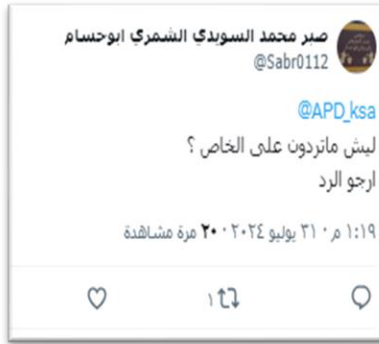 صبر محمد السويدي الشمري ابوحسام
@Sabr0112
@APD_ksa
ليش ماتردون على الخاص ؟
ارجو الرد
١:١٩ م · ٣١ يوليو ٢٠٢٤ · ٢٠ مرة مشاهدة
١